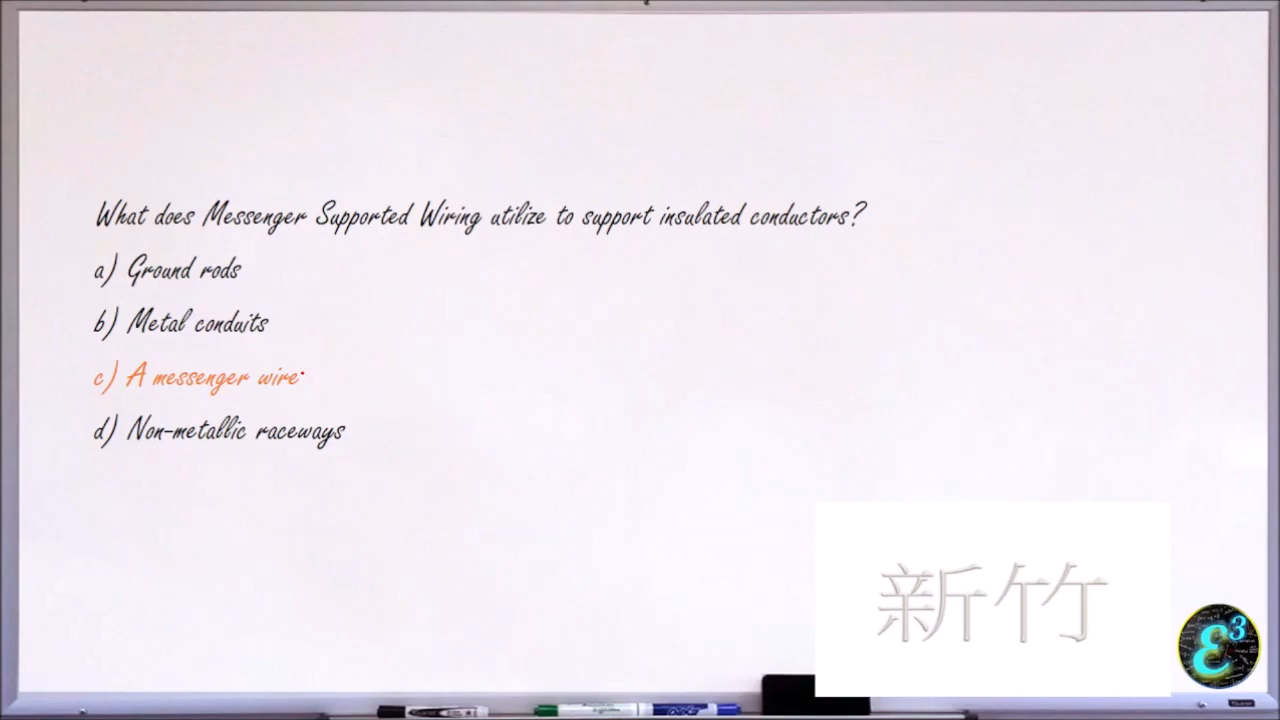 What does Messenger Supported Wiring utilize to support insulated conductors?
a) Ground rods
b) Metal conduits
c) A messenger wire
d) Non-metallic raceways
新竹
ε3